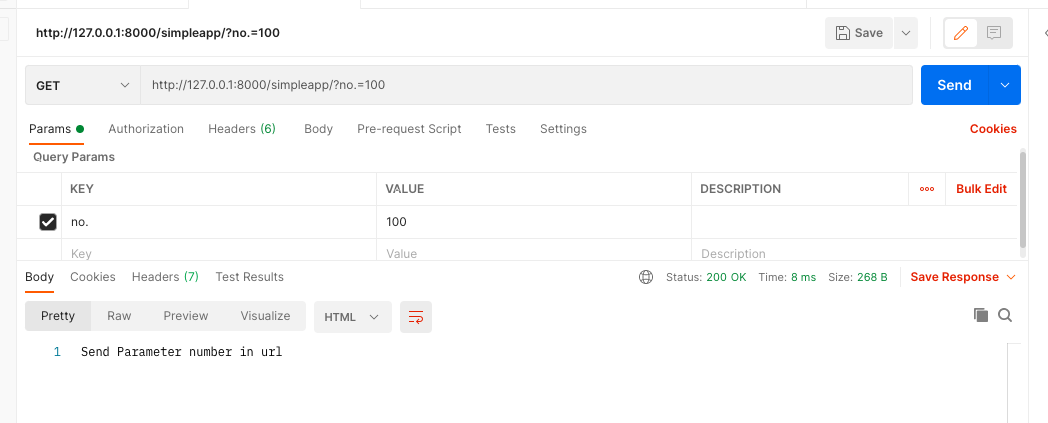 http://127.0.0.1:8000/simpleapp/?no.=100
Save
GET http://127.0.0.1:8000/simpleapp/?no.=100 Send
Params Authorization Headers (6) Body Pre-request Script Tests Settings Cookies
Query Params
KEY VALUE DESCRIPTION ooo Bulk Edit
no. 100
Key Value Description
Body Cookies Headers (7) Test Results Status: 200 OK Time: 8 ms Size: 268 B Save Response
Pretty Raw Preview Visualize HTML
1 Send Parameter number in url